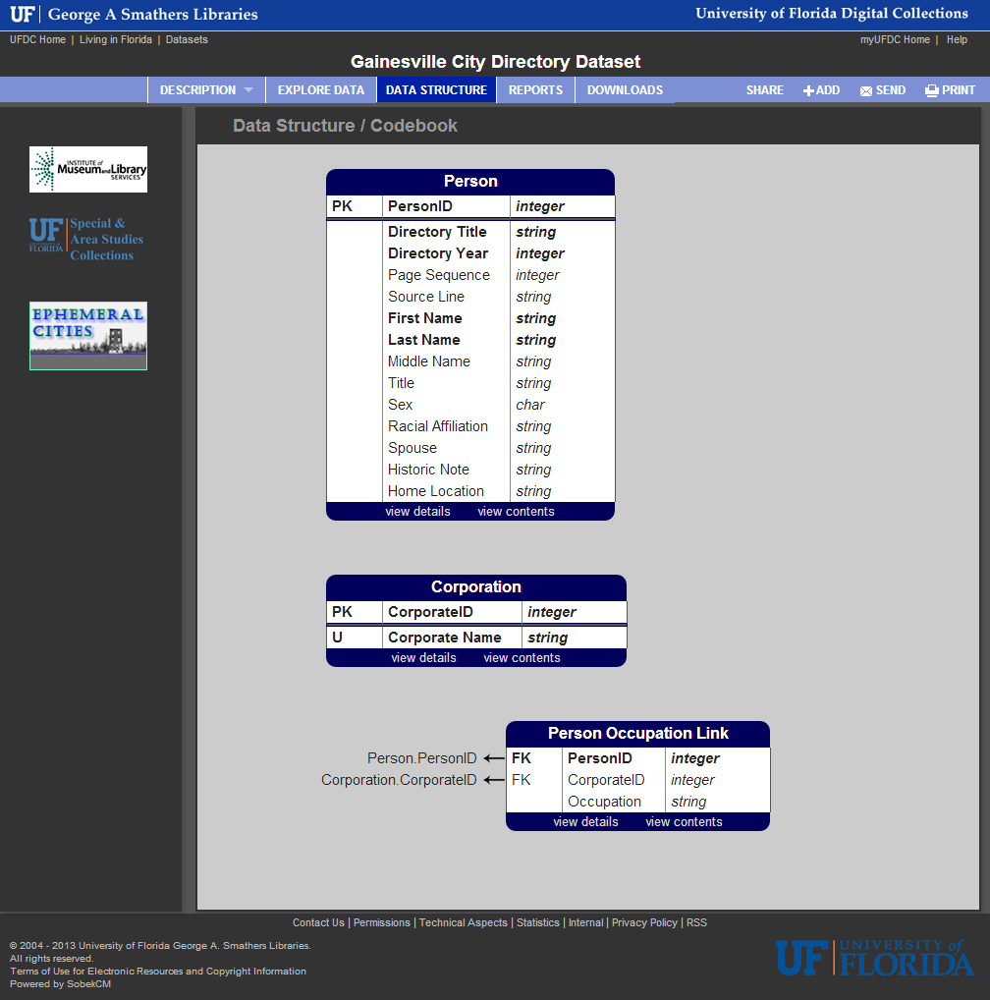 UF | George A Smathers Libraries
University of Florida Digital Collections
UFDC Home | Living in Florida | Datasets
myUFDC Home | Help
Gainesville City Directory Dataset
DESCRIPTION EXPLORE DATA DATA STRUCTURE REPORTS DOWNLOADS SHARE ADD SEND PRINT
Data Structure / Codebook
INSTITUTE of
Museum and Library
SERVICES
UF UNIVERSITY of FLORIDA
Special &
Area Studies
Collections
EPHEMERAL
CITIES
Person
PK PersonID integer
Directory Title string
Directory Year integer
Page Sequence integer
Source Line string
First Name string
Last Name string
Middle Name string
Title string
Sex char
Racial Affiliation string
Spouse string
Historic Note string
Home Location string
view details view contents
Corporation
PK CorporateID integer
U Corporate Name string
view details view contents
Person Occupation Link
Person.PersonID FK PersonID integer
Corporation.CorporateID FK CorporateID integer
Occupation string
view details view contents
Contact Us | Permissions | Technical Aspects | Statistics | Internal | Privacy Policy | RSS
© 2004 - 2013 University of Florida George A. Smathers Libraries.
All rights reserved.
Terms of Use for Electronic Resources and Copyright Information
Powered by SobekCM
UF UNIVERSITY of
FLORIDA